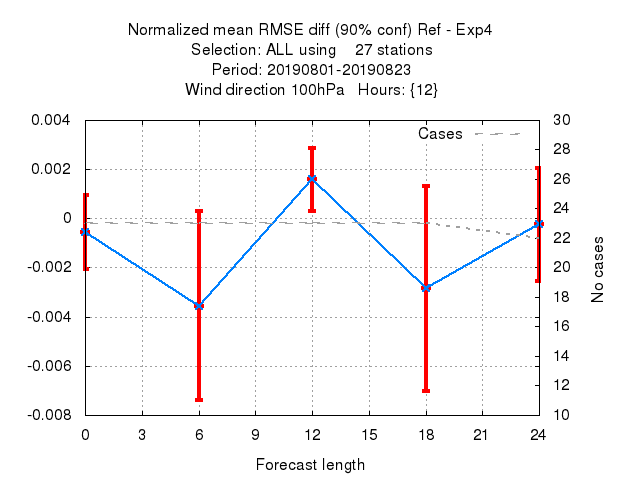 Normalized mean RMSE diff (90% conf) Ref - Exp4
Selection: ALL using 27 stations
Period: 20190801-20190823
Wind direction 100hPa Hours: {12}
Cases
0.004
0.002
0
-0.002
-0.004
-0.006
-0.008
30
28
26
24
23
22
20
18
16
14
12
10
No cases
0 3 6 9 12 15 18 21 24
Forecast length